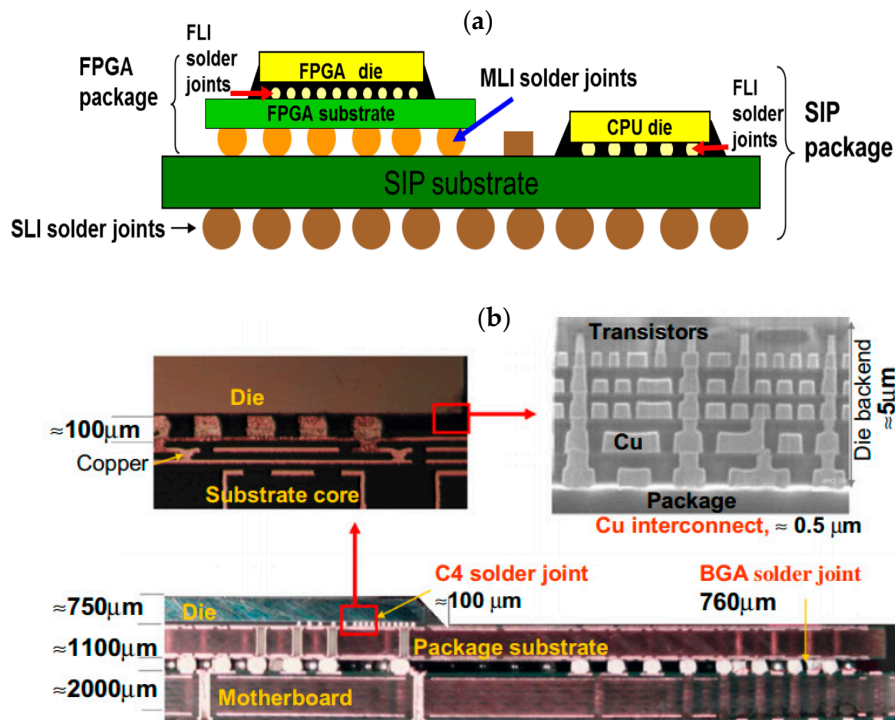 (a)
FLI
solder
joints
FPGA
package
FPGA die
FPGA substrate
MLI solder joints
FLI
solder
joints
CPU die
SIP
package
SIP substrate
SLI solder joints
(b)
Die
≈100μm
Copper
Substrate core
Transistors
Cu
Package
Die backend
≈5μm
Cu interconnect, ≈ 0.5 μm
C4 solder joint
≈100 μm
BGA solder joint
760μm
≈750μm
Die
≈1100μm
Package substrate
≈2000μm
Motherboard